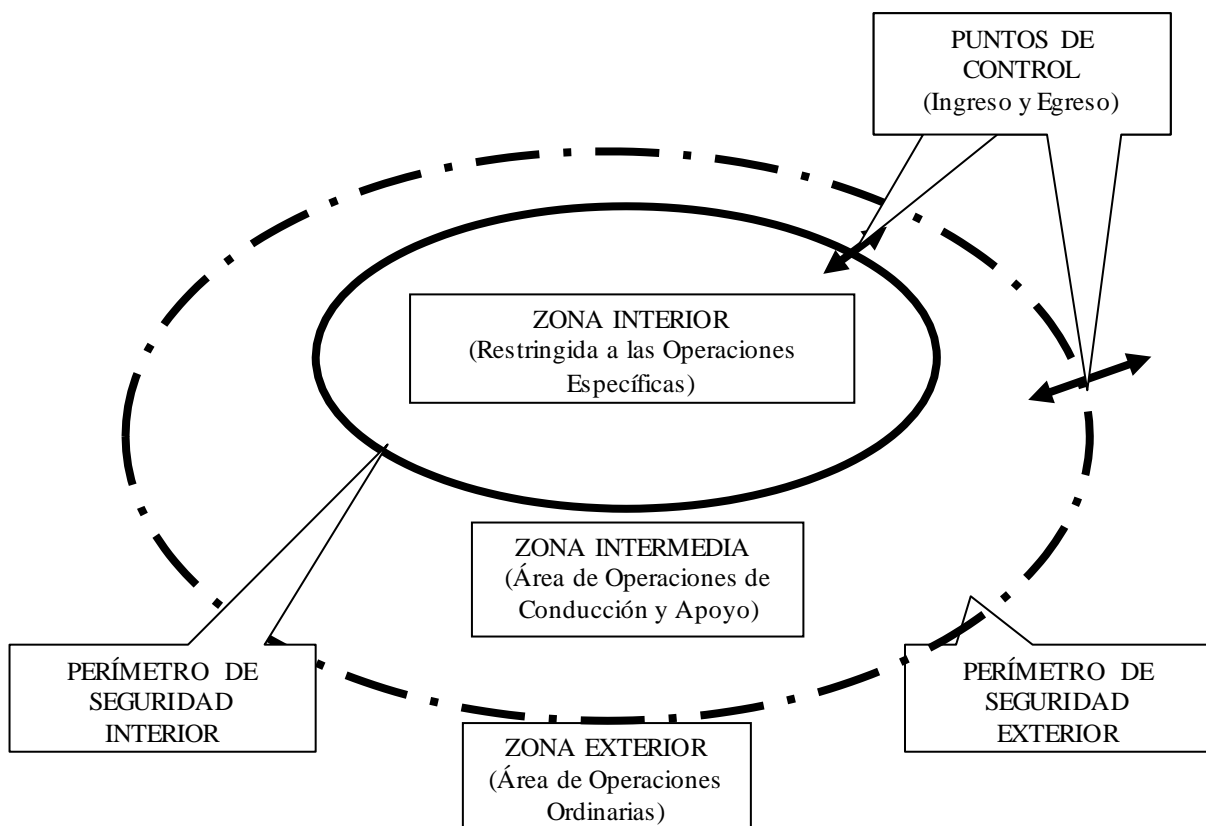 PUNTOS DE
CONTROL
(Ingreso y Egreso)
ZONA INTERIOR
(Restringida a las Operaciones
Específicas)
ZONA INTERMEDIA
(Área de Operaciones de
Conducción y Apoyo)
PERÍMETRO DE
SEGURIDAD
INTERIOR
PERÍMETRO DE
SEGURIDAD
EXTERIOR
ZONA EXTERIOR
(Área de Operaciones
Ordinarias)